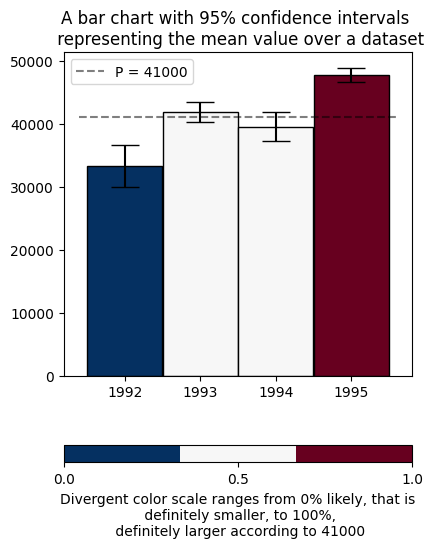 A bar chart with 95% confidence intervals
representing the mean value over a dataset
P = 41000
50000
40000
30000
20000
10000
0
1992 1993 1994 1995
0.0 0.5 1.0
Divergent color scale ranges from 0% likely, that is
definitely smaller, to 100%,
definitely larger according to 41000